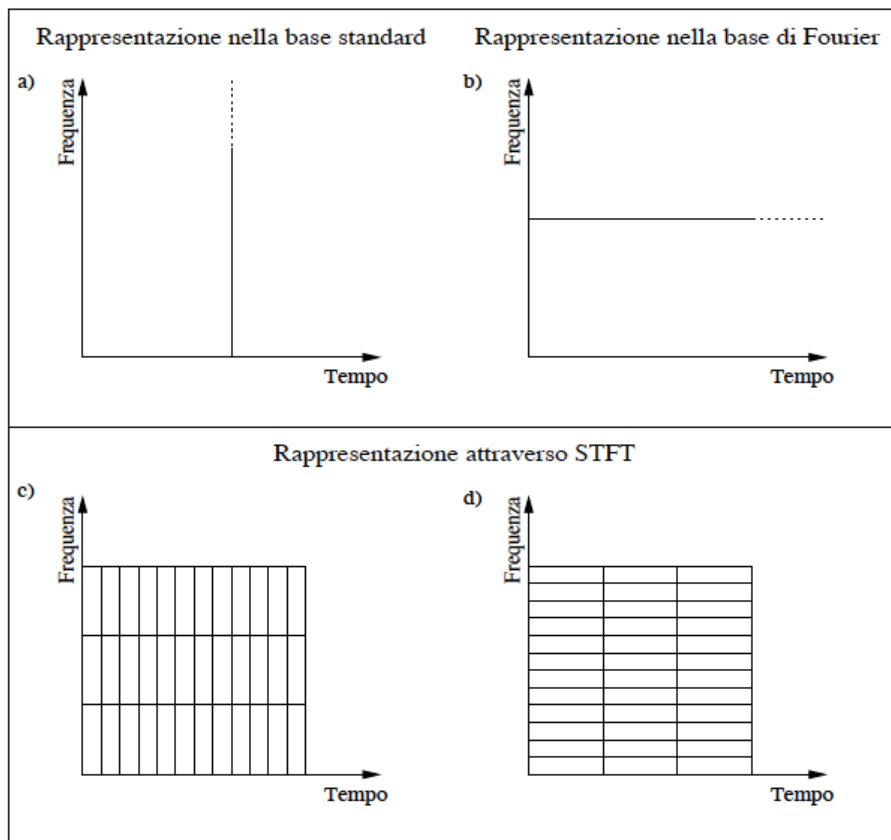 Rappresentazione nella base standard
Rappresentazione nella base di Fourier
a)
Frequenza
Tempo
b)
Frequenza
Tempo
Rappresentazione attraverso STFT
c)
Frequenza
Tempo
d)
Frequenza
Tempo